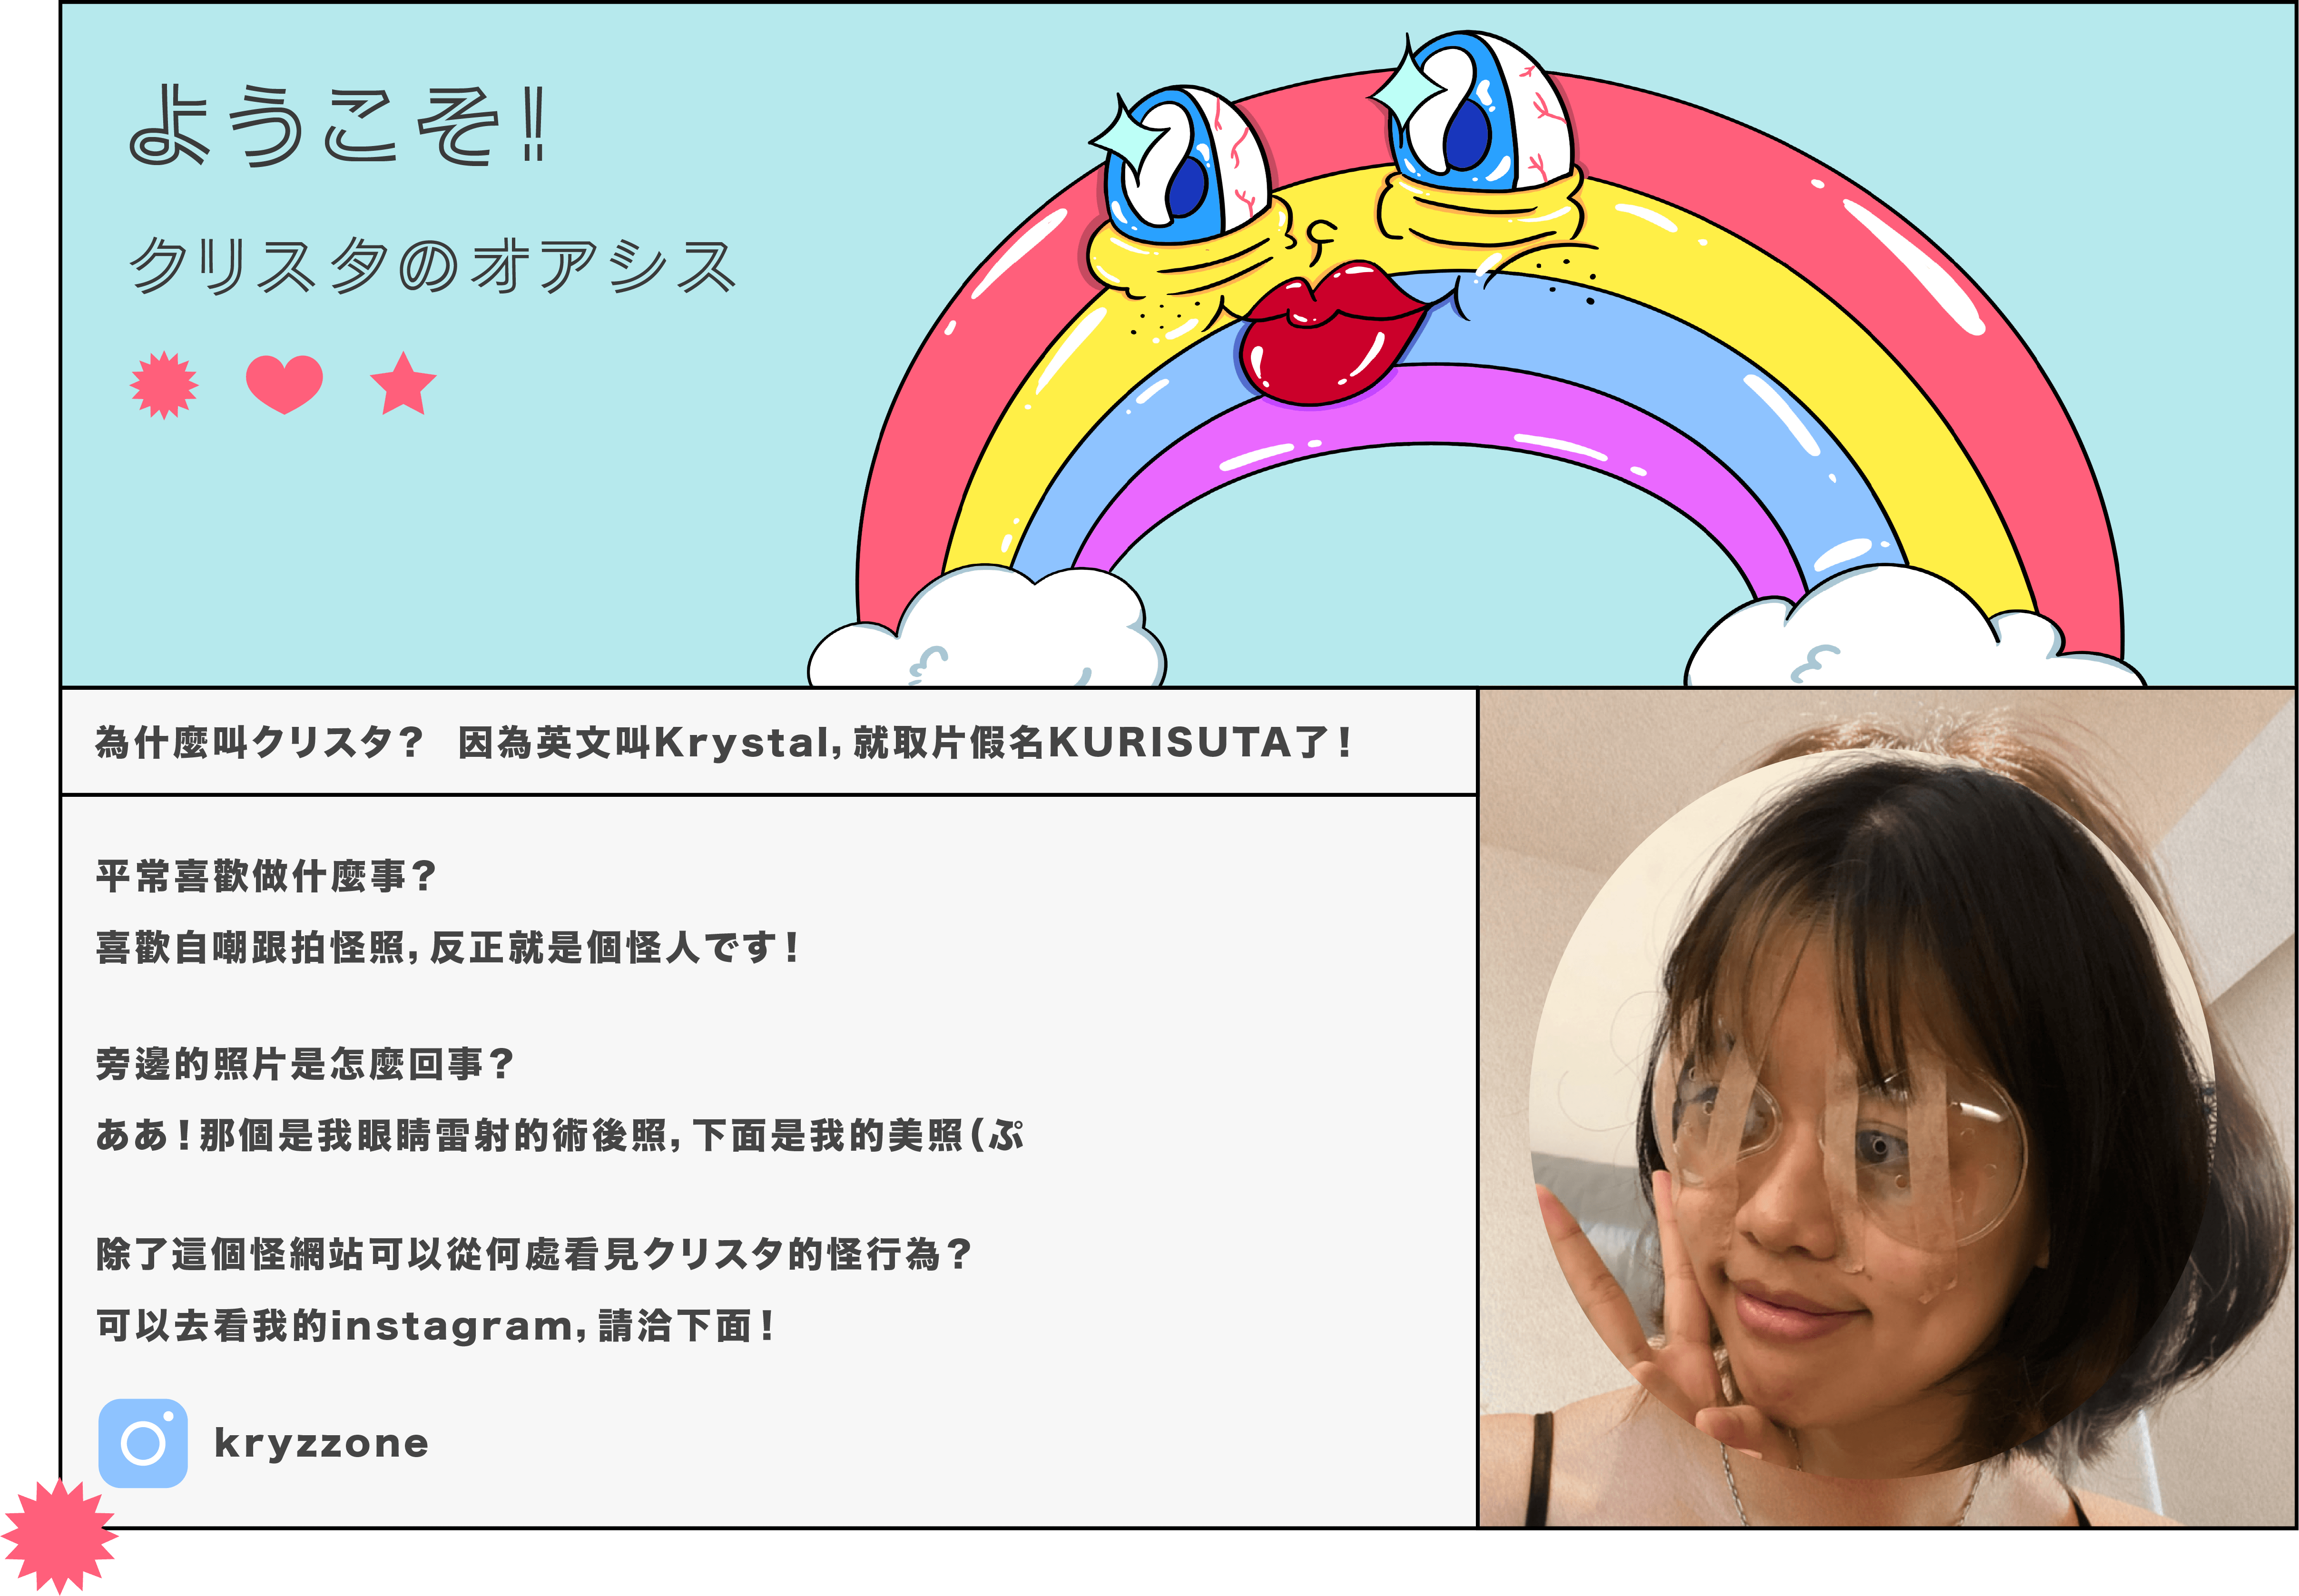 ようこそ!
クリスタのオアシス
為什麼叫クリスタ? 因為英文叫Krystal,就取片假名KURISUTA了!
平常喜歡做什麼事?
喜歡自嘲跟拍怪照,反正就是個怪人です!
旁邊的照片是怎麼回事?
ああ!那個是我眼睛雷射的術後照,下面是我的美照(ぷ
除了這個怪網站可以從何處看見クリスタ的怪行為?
可以去看我的instagram,請洽下面!
kryzzone